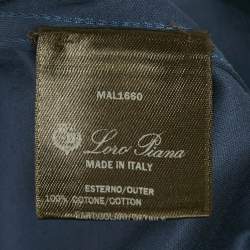 MAL1660
Loro Piana
MADE IN ITALY
ESTERNO/OUTER
100% COTONE/COTTON